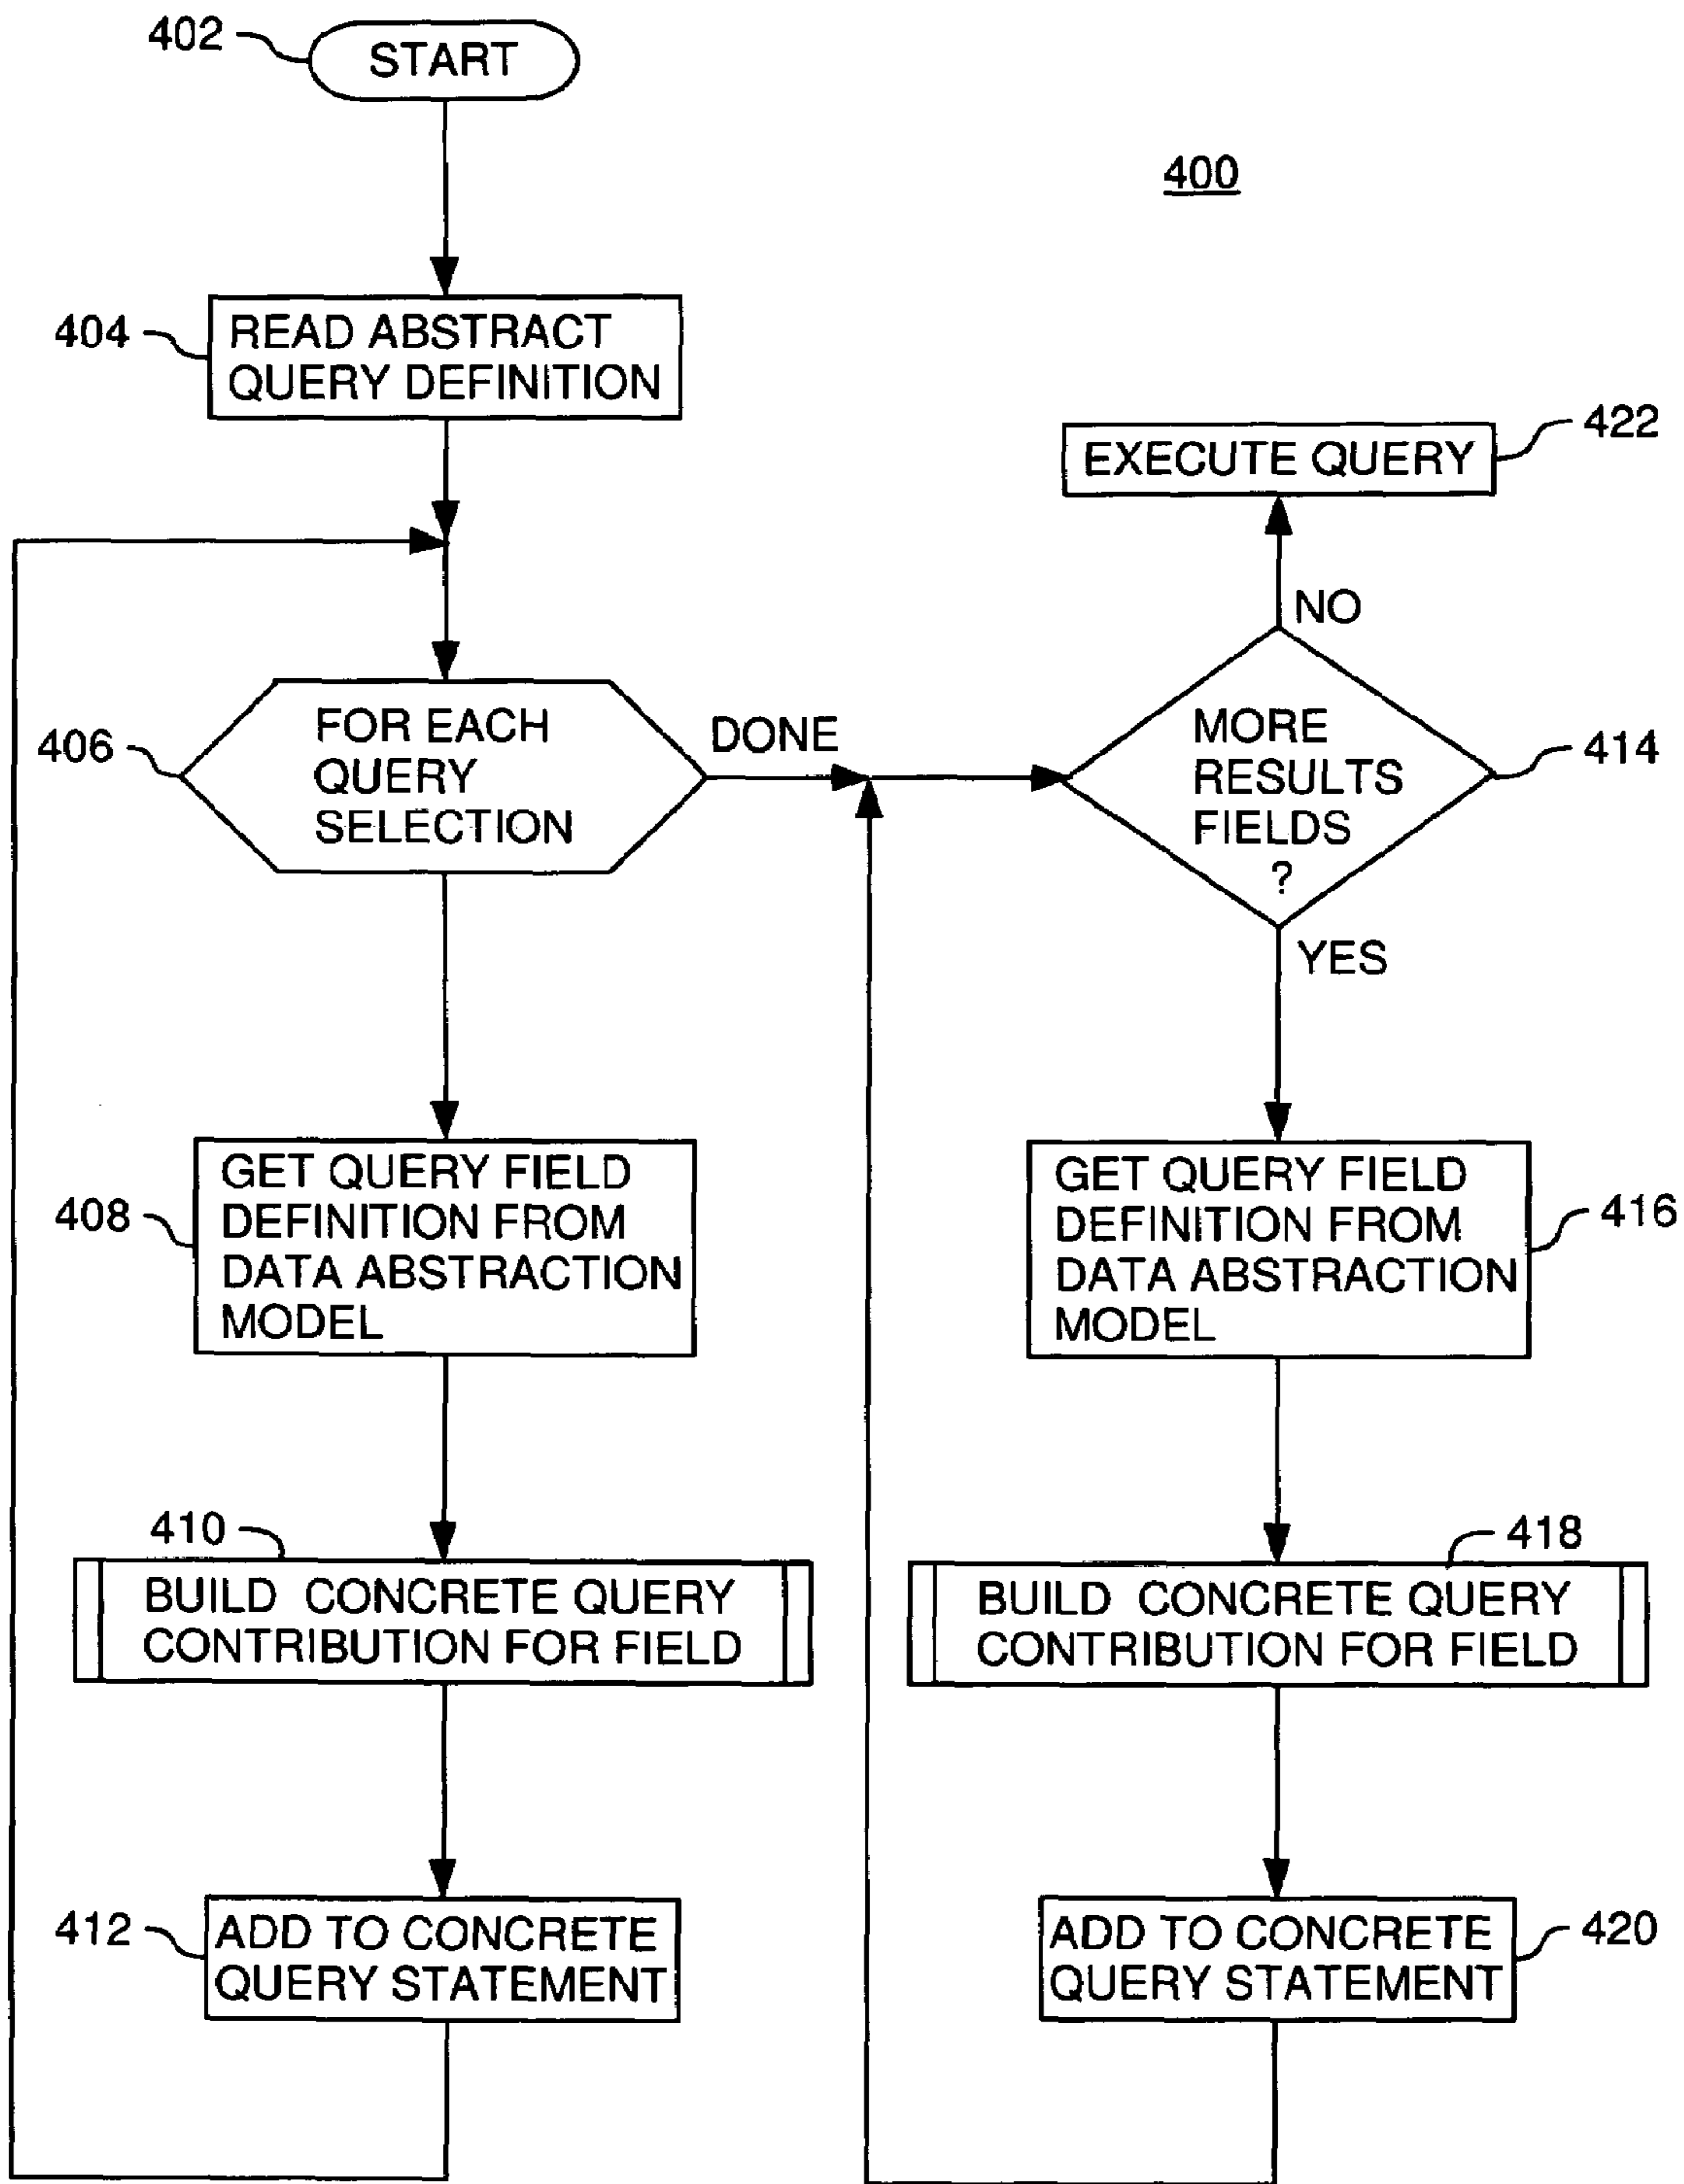 402
START
400
404
READ ABSTRACT
QUERY DEFINITION
422
EXECUTE QUERY
NO
406
FOR EACH
QUERY
SELECTION
DONE
MORE
RESULTS
FIELDS
?
414
YES
408
GET QUERY FIELD
DEFINITION FROM
DATA ABSTRACTION
MODEL
GET QUERY FIELD
DEFINITION FROM
DATA ABSTRACTION
MODEL
416
410
BUILD CONCRETE QUERY
CONTRIBUTION FOR FIELD
418
BUILD CONCRETE QUERY
CONTRIBUTION FOR FIELD
412
ADD TO CONCRETE
QUERY STATEMENT
ADD TO CONCRETE
QUERY STATEMENT
420